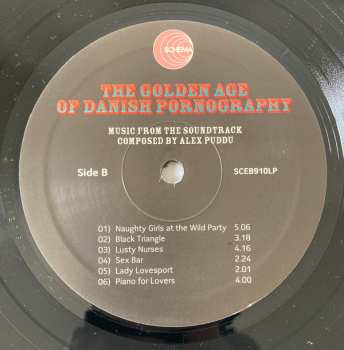 SCHEMA
THE GOLDEN AGE
OF DANISH PORNOGRAPHY
MUSIC FROM THE SOUNDTRACK
COMPOSED BY ALEX PUDDU
Side B
SCEB910LP
01) Naughty Girls at the Wild Party 5.06
02) Black Triangle 3.18
03) Lusty Nurses 4.16
04) Sex Bar 2.24
05) Lady Lovesport 2.01
06) Piano for Lovers 4.00